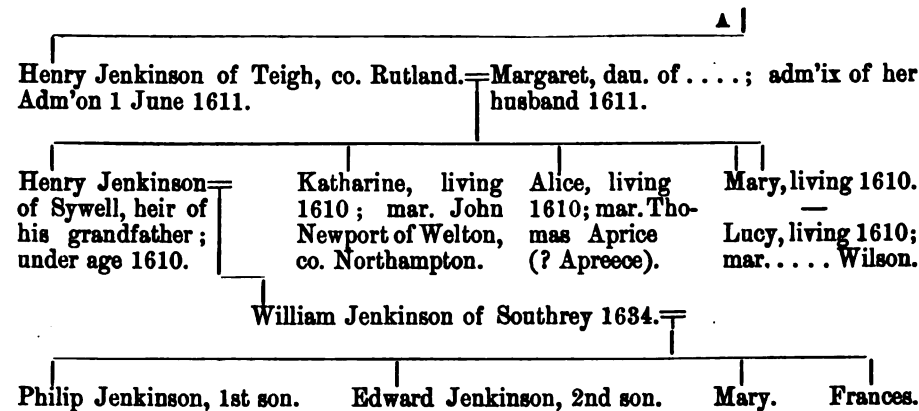 A
Henry Jenkinson of Teigh, co. Rutland.=Margaret, dau. of . . . . ; adm'ix of her
Adm'on 1 June 1611.
husband 1611.
Henry Jenkinson=
of Sywell, heir of
his grandfather ;
under age 1610.
Katharine, living
1610 ; mar. John
Newport of Welton,
co. Northampton.
Alice, living
1610; mar. Tho-
mas Aprice
(? Apreece).
Mary, living 1610.
—
Lucy, living 1610;
mar. . . . . Wilson.
William Jenkinson of Southrey 1634.=
Philip Jenkinson, 1st son. Edward Jenkinson, 2nd son. Mary. Frances.